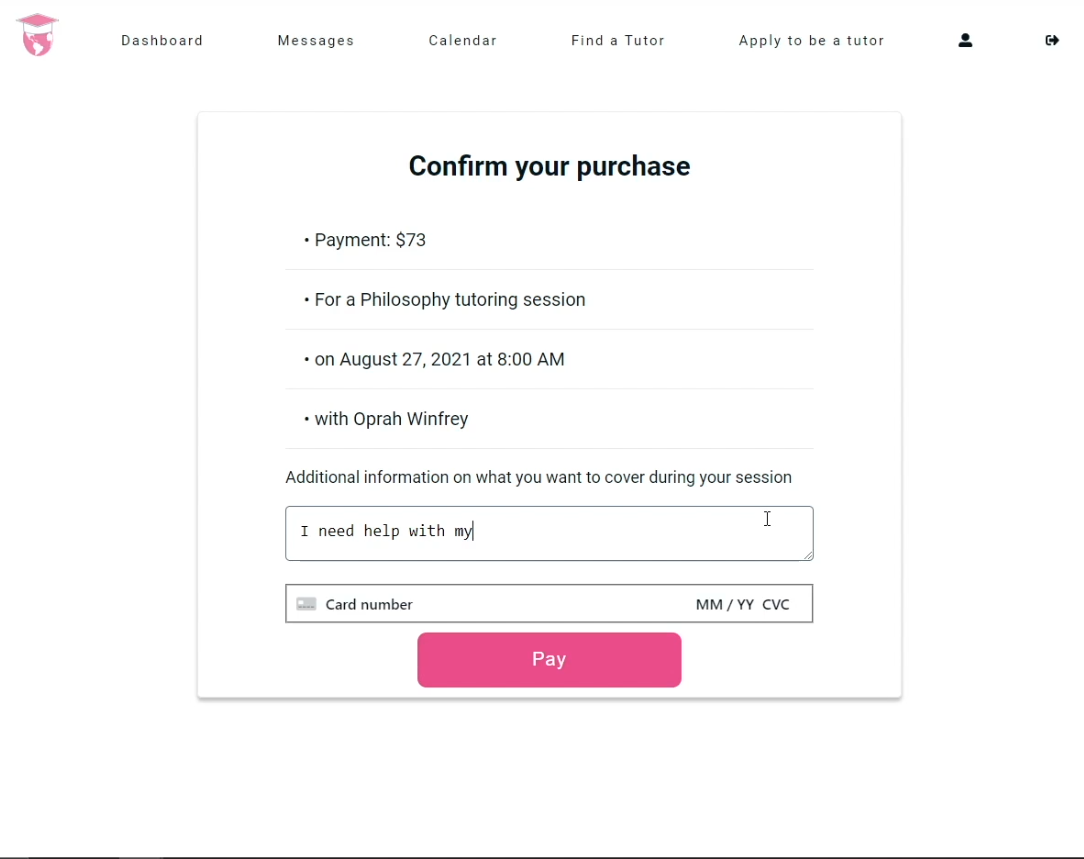 Dashboard Messages Calendar Find a Tutor Apply to be a tutor
Confirm your purchase
• Payment: $73
• For a Philosophy tutoring session
• on August 27, 2021 at 8:00 AM
• with Oprah Winfrey
Additional information on what you want to cover during your session
I need help with my
Card number MM / YY CVC
Pay